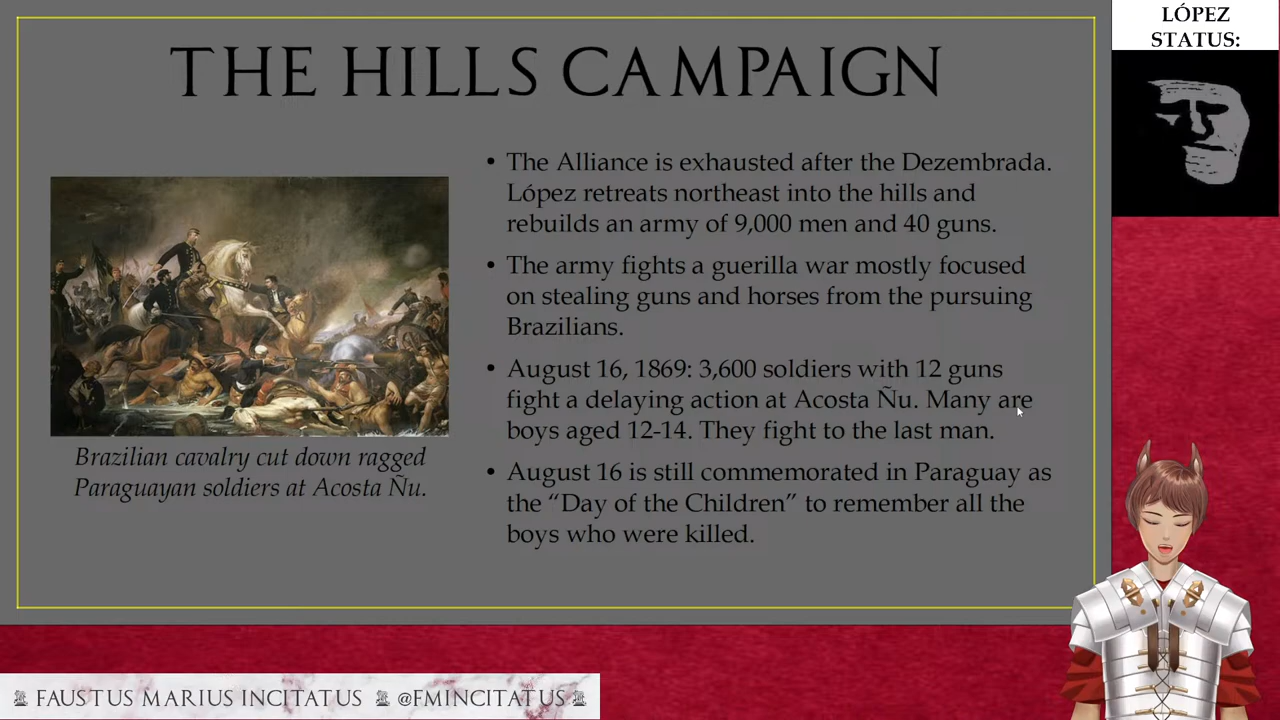 THE HILLS CAMPAIGN
LÓPEZ
STATUS:
• The Alliance is exhausted after the Dezembrada.
López retreats northeast into the hills and
rebuilds an army of 9,000 men and 40 guns.
• The army fights a guerilla war mostly focused
on stealing guns and horses from the pursuing
Brazilians.
• August 16, 1869: 3,600 soldiers with 12 guns
fight a delaying action at Acosta Ñu. Many are
boys aged 12-14. They fight to the last man.
• August 16 is still commemorated in Paraguay as
the “Day of the Children” to remember all the
boys who were killed.
Brazilian cavalry cut down ragged
Paraguayan soldiers at Acosta Ñu.
FAUSTUS MARIUS INCITATUS @FMINCITATUS